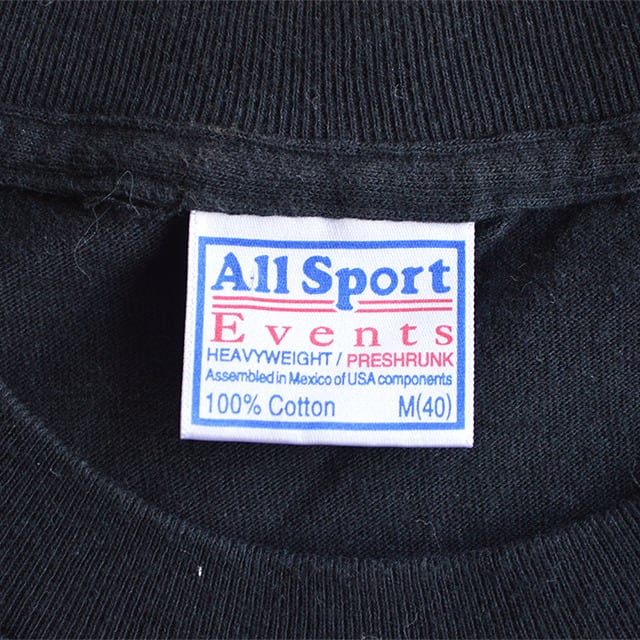 All Sport
Events
HEAVYWEIGHT / PRESHRUNK
Assembled in Mexico of USA components
100% Cotton M(40)